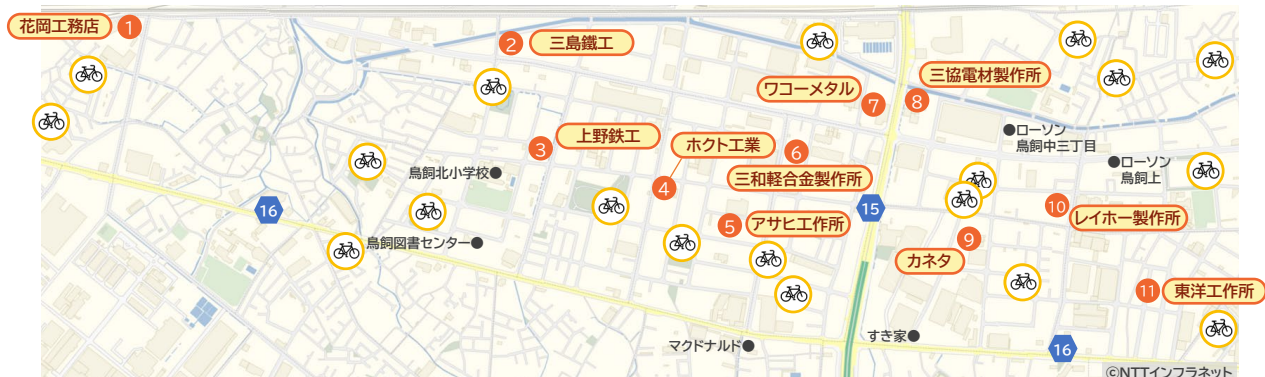 花岡工務店 1
2 三島鐵工
ワコーメタル
7
三協電材製作所
8
ローソン
鳥飼中三丁目
ローソン
鳥飼上
3 上野鉄工
ホクト工業
4
6
三和軽合金製作所
鳥飼北小学校
16
鳥飼図書センター
5 アサヒ工作所
15
10
レイホー製作所
9
カネタ
11 東洋工作所
マクドナルド
すき家
16
©NTTインフラネット